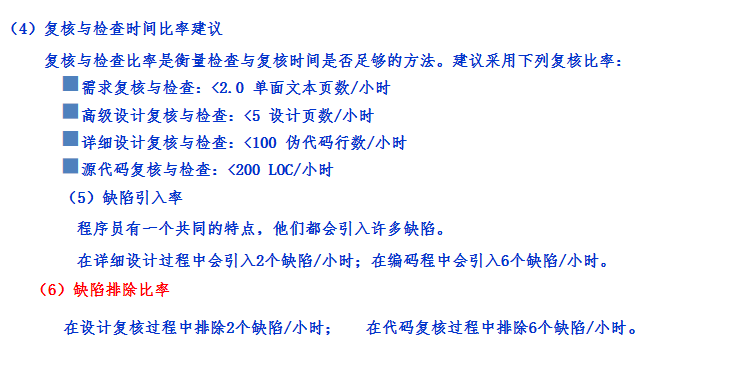 （4）复核与检查时间比率建议
复核与检查比率是衡量检查与复核时间是否足够的方法。建议采用下列复核比率：
需求复核与检查：<2.0 单面文本页数/小时
高级设计复核与检查：<5 设计页数/小时
详细设计复核与检查：<100 伪代码行数/小时
源代码复核与检查：<200 LOC/小时
（5）缺陷引入率
程序员有一个共同的特点，他们都会引入许多缺陷。
在详细设计过程中会引入2个缺陷/小时；在编码程中会引入6个缺陷/小时。
（6）缺陷排除比率
在设计复核过程中排除2个缺陷/小时； 在代码复核过程中排除6个缺陷/小时。